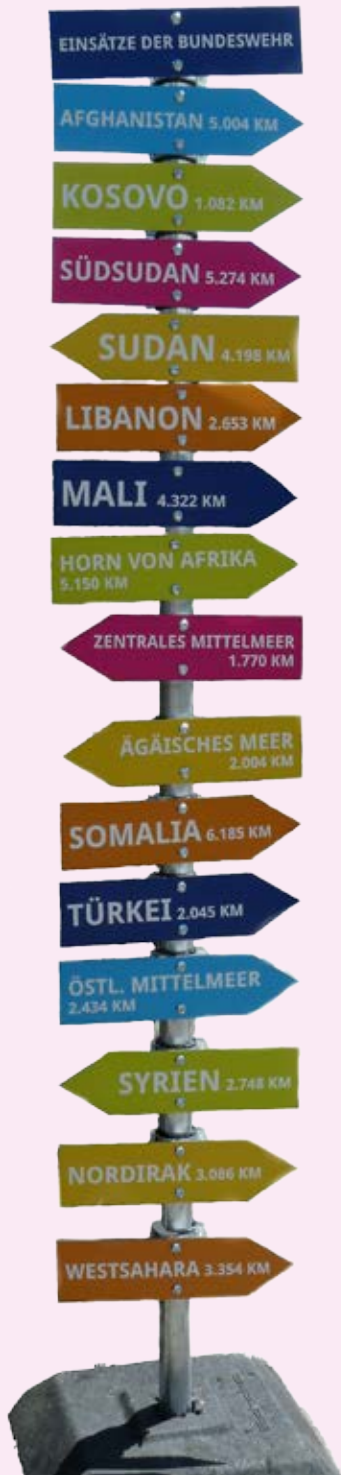 EINSÄTZE DER BUNDESWEHR
AFGHANISTAN 5.004 KM
KOSOVO 1.082 KM
SÜDSUDAN 5.274 KM
SUDAN 4.198 KM
LIBANON 2.653 KM
MALI 4.322 KM
HORN VON AFRIKA
5.150 KM
ZENTRALES MITTELMEER
1.770 KM
ÄGÄISCHES MEER
2.004 KM
SOMALIA 6.185 KM
TÜRKEI 2.045 KM
ÖSTL. MITTELMEER
2.434 KM
SYRIEN 2.748 KM
NORDIRAK 3.086 KM
WESTSAHARA 3.354 KM